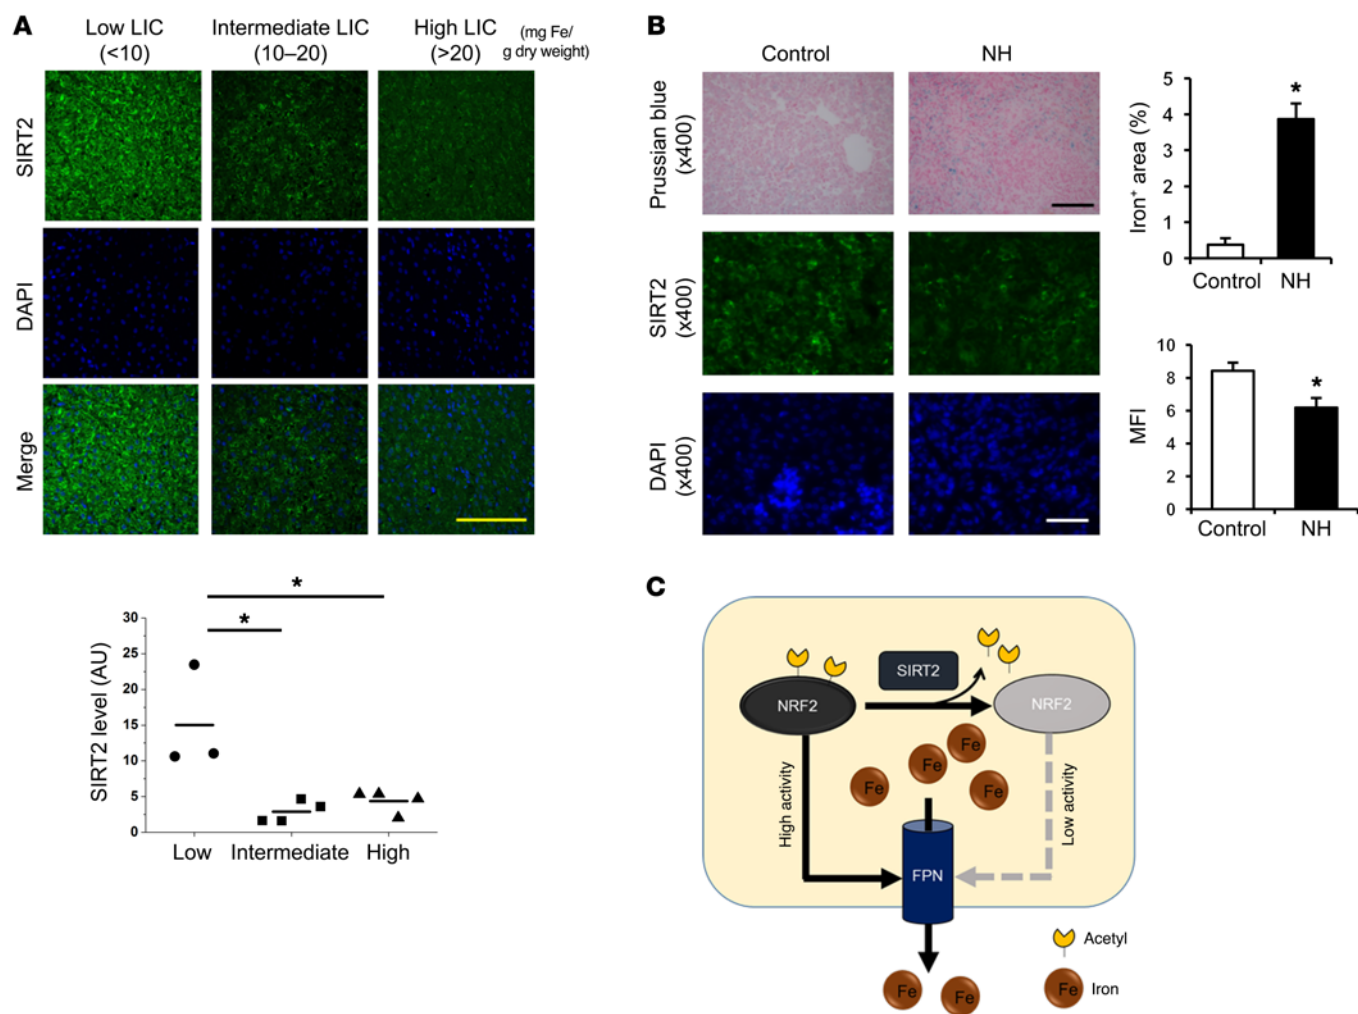 A
Low LIC
(<10)
Intermediate LIC
(10–20)
High LIC
(>20)
(mg Fe/
g dry weight)
SIRT2
DAPI
Merge
*
*
SIRT2 level (AU)
30
25
20
15
10
5
0
Low
Intermediate
High
B
Control
NH
Prussian blue
(x400)
SIRT2
(x400)
DAPI
(x400)
Iron⁺ area (%)
5
4
3
2
1
0
*
Control
NH
MFI
10
8
6
4
2
0
*
Control
NH
C
SIRT2
NRF2
NRF2
Fe
Fe
Fe
Fe
High activity
Low activity
FPN
Acetyl
Fe
Fe
Fe
Iron